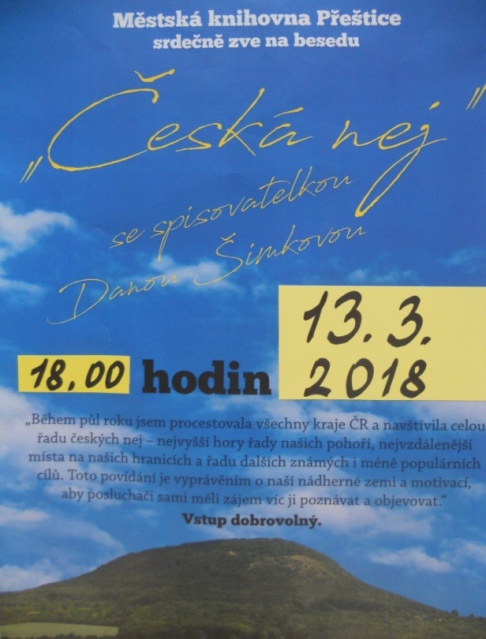 Městská knihovna Přeštice
srdečně zve na besedu
„Česká nej"
se spisovatelkou
Danou Šimkovou
13.3.
2018
18,00 hodin
„Během půl roku jsem procestovala všechny kraje ČR a navštívila celou
řadu českých nej – nejvyšší hory řady našich pohoří, nejvzdálenější
místa na našich hranicích a řadu dalších známých i méně populárních
cílů. Toto povídání je vyprávěním o naší nádherné zemi a motivací,
aby posluchači sami měli zájem víc ji poznávat a objevovat."
Vstup dobrovolný.